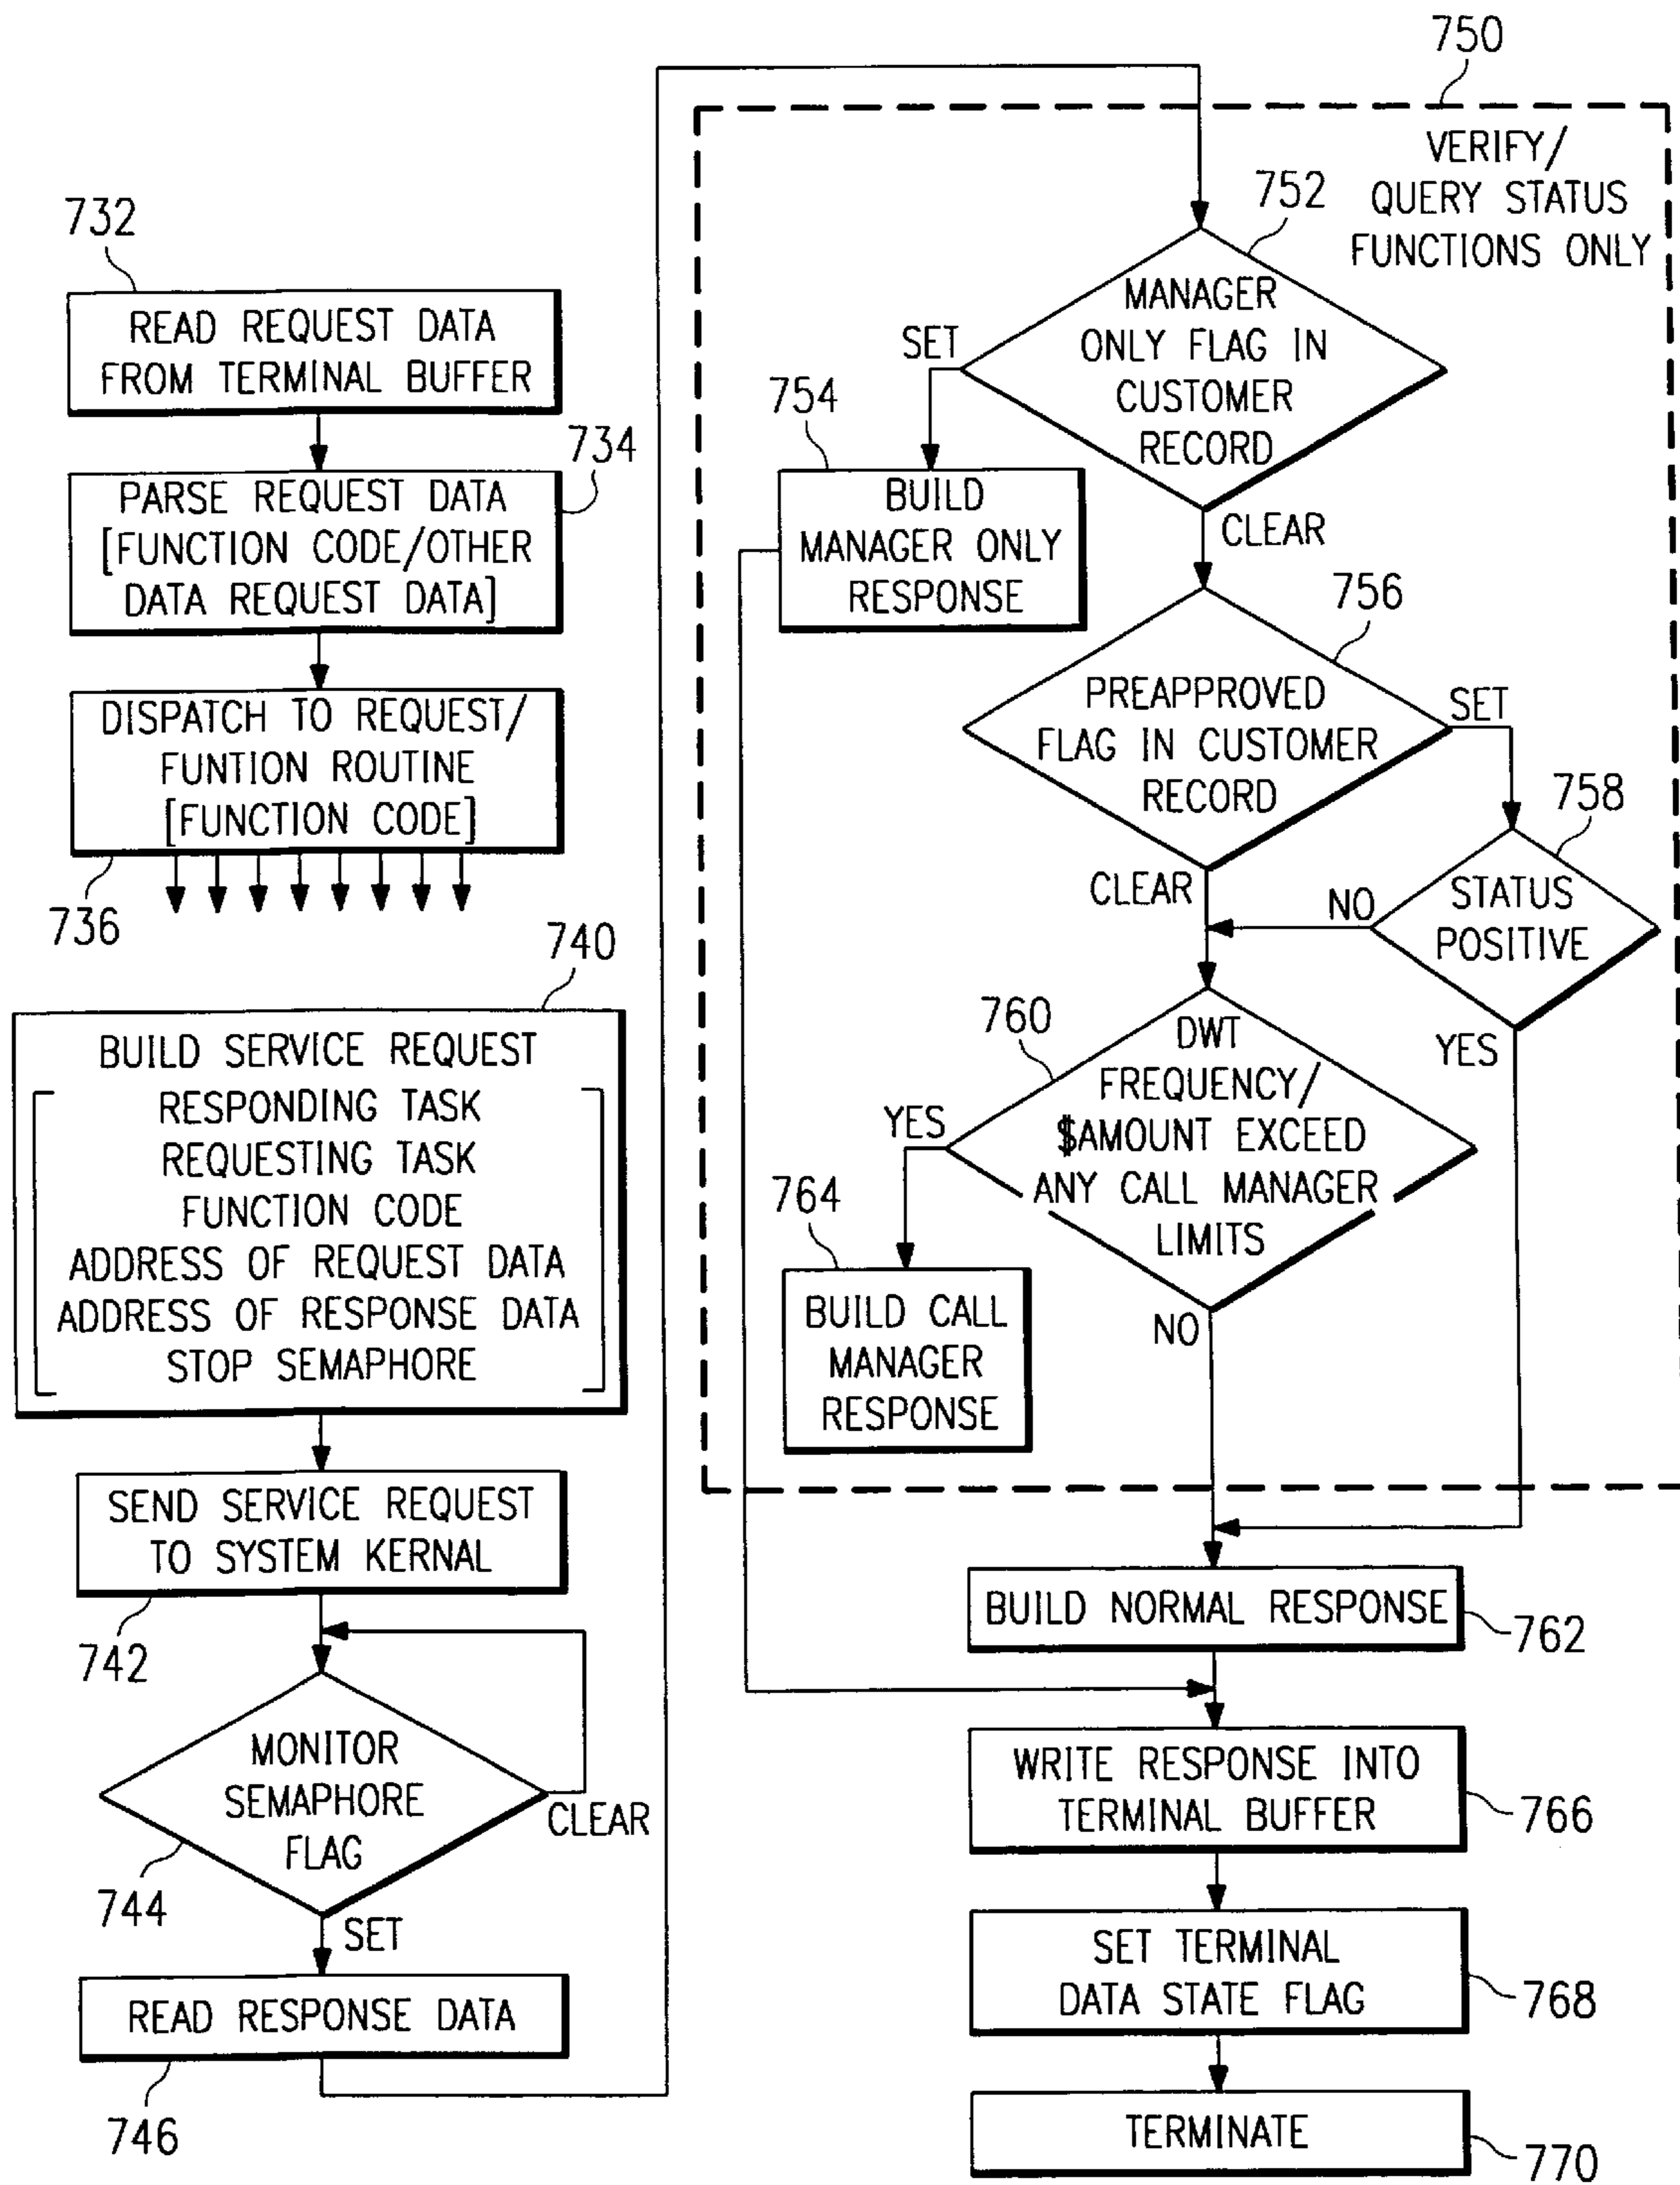 732
READ REQUEST DATA
FROM TERMINAL BUFFER
734
PARSE REQUEST DATA
[FUNCTION CODE/OTHER
DATA REQUEST DATA]
DISPATCH TO REQUEST/
FUNTION ROUTINE
[FUNCTION CODE]
736
740
BUILD SERVICE REQUEST
RESPONDING TASK
REQUESTING TASK
FUNCTION CODE
ADDRESS OF REQUEST DATA
ADDRESS OF RESPONSE DATA
STOP SEMAPHORE
SEND SERVICE REQUEST
TO SYSTEM KERNAL
742
MONITOR
SEMAPHORE
FLAG
CLEAR
744
SET
READ RESPONSE DATA
746
750
VERIFY/
QUERY STATUS
FUNCTIONS ONLY
752
MANAGER
ONLY FLAG IN
CUSTOMER
RECORD
SET
754
BUILD
MANAGER ONLY
RESPONSE
CLEAR
756
PREAPPROVED
FLAG IN CUSTOMER
RECORD
SET
758
CLEAR
NO
STATUS
POSITIVE
YES
760
DWT
FREQUENCY/
$AMOUNT EXCEED
ANY CALL MANAGER
LIMITS
YES
764
BUILD CALL
MANAGER
RESPONSE
NO
BUILD NORMAL RESPONSE
762
WRITE RESPONSE INTO
TERMINAL BUFFER
766
SET TERMINAL
DATA STATE FLAG
768
TERMINATE
770